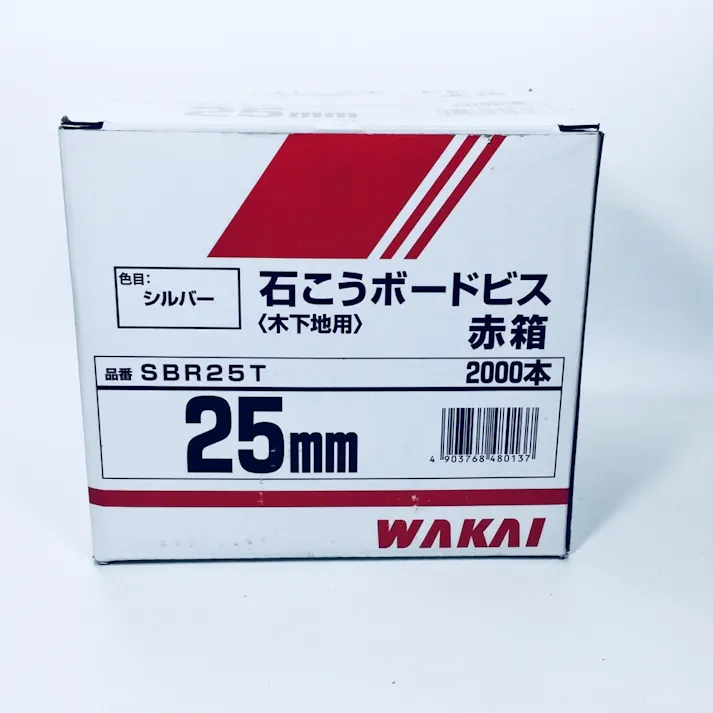 25mm
色目:
シルバー
石こうボードビス
〈木下地用〉
赤箱
品番 SBR25T
2000本
25mm
4 903768 480137
WAKAI